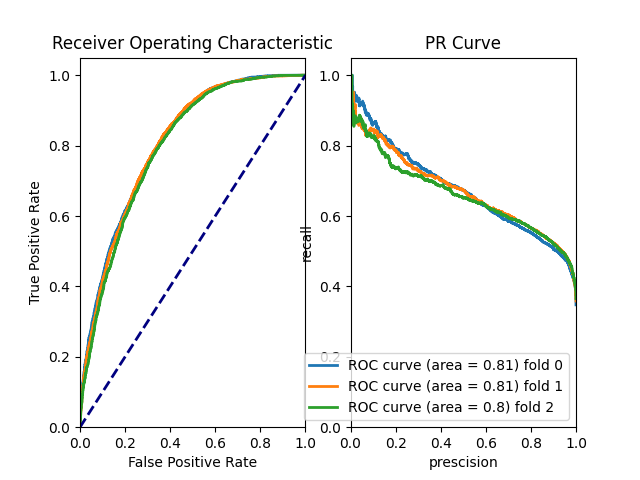 Receiver Operating Characteristic
PR Curve
True Positive Rate
1.0
0.8
0.6
0.4
0.2
0.0
0.0 0.2 0.4 0.6 0.8 1.0
False Positive Rate
recall
1.0
0.8
0.6
0.4
0.2
0.0
0.0 0.2 0.4 0.6 0.8 1.0
prescision
ROC curve (area = 0.81) fold 0
ROC curve (area = 0.81) fold 1
ROC curve (area = 0.8) fold 2